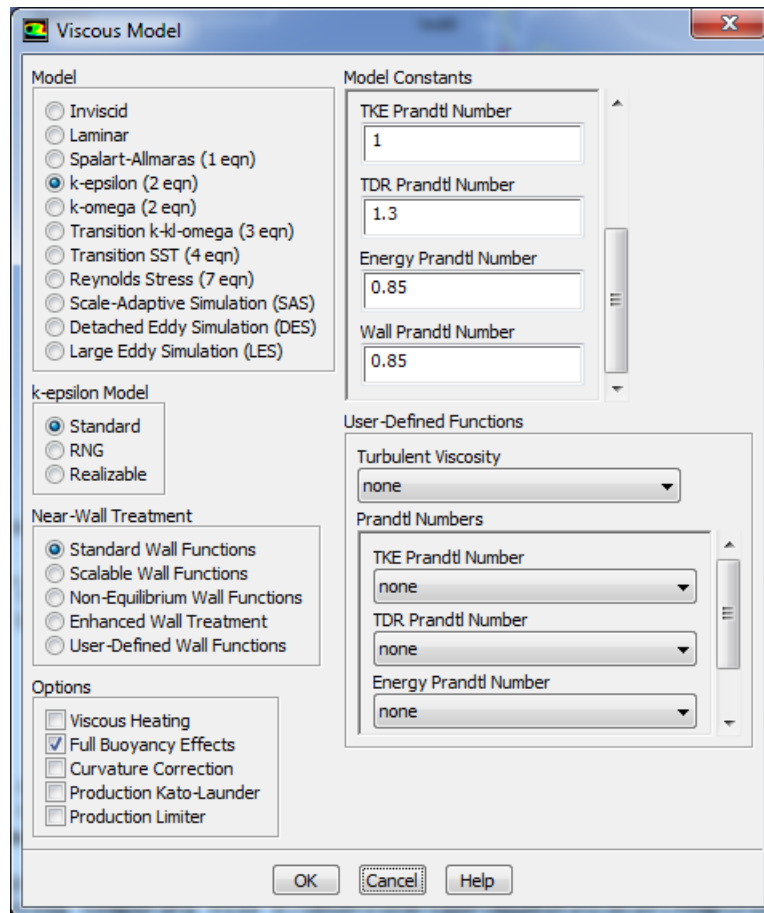 Viscous Model
Model
Inviscid
Laminar
Spalart-Allmaras (1 eqn)
k-epsilon (2 eqn)
k-omega (2 eqn)
Transition k-kl-omega (3 eqn)
Transition SST (4 eqn)
Reynolds Stress (7 eqn)
Scale-Adaptive Simulation (SAS)
Detached Eddy Simulation (DES)
Large Eddy Simulation (LES)
k-epsilon Model
Standard
RNG
Realizable
Near-Wall Treatment
Standard Wall Functions
Scalable Wall Functions
Non-Equilibrium Wall Functions
Enhanced Wall Treatment
User-Defined Wall Functions
Options
Viscous Heating
Full Buoyancy Effects
Curvature Correction
Production Kato-Launder
Production Limiter
Model Constants
TKE Prandtl Number
1
TDR Prandtl Number
1.3
Energy Prandtl Number
0.85
Wall Prandtl Number
0.85
User-Defined Functions
Turbulent Viscosity
none
Prandtl Numbers
TKE Prandtl Number
none
TDR Prandtl Number
none
Energy Prandtl Number
none
OK
Cancel
Help